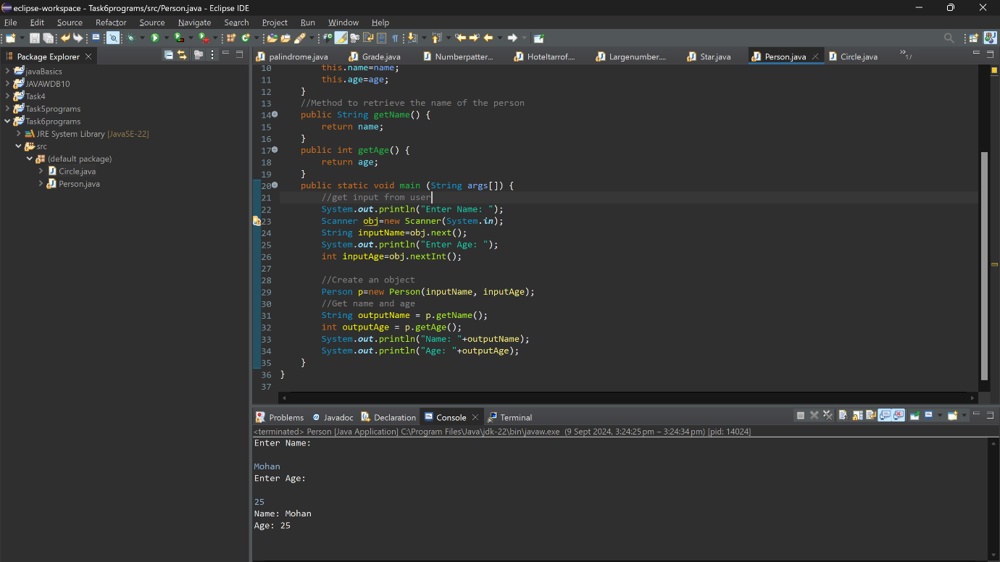 eclipse-workspace - Task6programs/src/Person.java - Eclipse IDE
File Edit Source Refactor Source Navigate Search Project Run Window Help
Package Explorer
javaBasics
JAVAWDB10
Task4
Task5programs
Task6programs
JRE System Library [JavaSE-22]
src
(default package)
Circle.java
Person.java
palindrome.java Grade.java Numberpatter... Hoteltarrof.... Largenumber.... Star.java Person.java Circle.java »17
10 this.name=name;
11 this.age=age;
12 }
13 //Method to retrieve the name of the person
14 public String getName() {
15 return name;
16 }
17 public int getAge() {
18 return age;
19 }
20 public static void main (String args[]) {
21 //get input from user
22 System.out.println("Enter Name: ");
23 Scanner obj=new Scanner(System.in);
24 String inputName=obj.next();
25 System.out.println("Enter Age: ");
26 int inputAge=obj.nextInt();
27
28 //Create an object
29 Person p=new Person(inputName, inputAge);
30 //Get name and age
31 String outputName = p.getName();
32 int outputAge = p.getAge();
33 System.out.println("Name: "+outputName);
34 System.out.println("Age: "+outputAge);
35 }
36 }
37
Problems @ Javadoc Declaration Console Terminal
<terminated> Person [Java Application] C:\Program Files\Java\jdk-22\bin\javaw.exe (9 Sept 2024, 3:24:25 pm – 3:24:34 pm) [pid: 14024]
Enter Name:
Mohan
Enter Age:
25
Name: Mohan
Age: 25